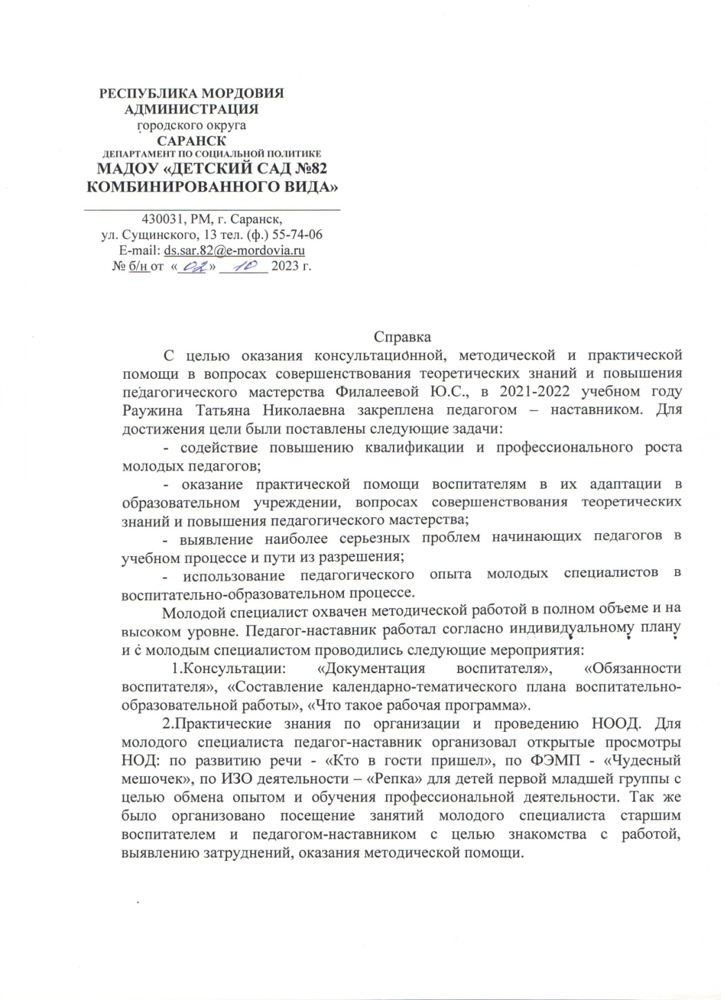 РЕСПУБЛИКА МОРДОВИЯ
АДМИНИСТРАЦИЯ
городского округа
САРАНСК
ДЕПАРТАМЕНТ ПО СОЦИАЛЬНОЙ ПОЛИТИКЕ
МАДОУ «ДЕТСКИЙ САД №82
КОМБИНИРОВАННОГО ВИДА»
430031, РМ, г. Саранск,
ул. Сущинского, 13 тел. (ф.) 55-74-06
E-mail: ds.sar.82@e-mordovia.ru
№ б/н от «02» 10 2023 г.
Справка
С целью оказания консультационной, методической и практической
помощи в вопросах совершенствования теоретических знаний и повышения
педагогического мастерства Филалеевой Ю.С., в 2021-2022 учебном году
Раужина Татьяна Николаевна закреплена педагогом – наставником. Для
достижения цели были поставлены следующие задачи:
- содействие повышению квалификации и профессионального роста
молодых педагогов;
- оказание практической помощи воспитателям в их адаптации в
образовательном учреждении, вопросах совершенствования теоретических
знаний и повышения педагогического мастерства;
- выявление наиболее серьезных проблем начинающих педагогов в
учебном процессе и пути из разрешения;
- использование педагогического опыта молодых специалистов в
воспитательно-образовательном процессе.
Молодой специалист охвачен методической работой в полном объеме и на
высоком уровне. Педагог-наставник работал согласно индивидуальному плану
и с молодым специалистом проводились следующие мероприятия:
1.Консультации: «Документация воспитателя», «Обязанности
воспитателя», «Составление календарно-тематического плана воспитательно-
образовательной работы», «Что такое рабочая программа».
2.Практические знания по организации и проведению НООД. Для
молодого специалиста педагог-наставник организовал открытые просмотры
НОД: по развитию речи - «Кто в гости пришел», по ФЭМП - «Чудесный
мешочек», по ИЗО деятельности – «Репка» для детей первой младшей группы с
целью обмена опытом и обучения профессиональной деятельности. Так же
было организовано посещение занятий молодого специалиста старшим
воспитателем и педагогом-наставником с целью знакомства с работой,
выявлению затруднений, оказания методической помощи.